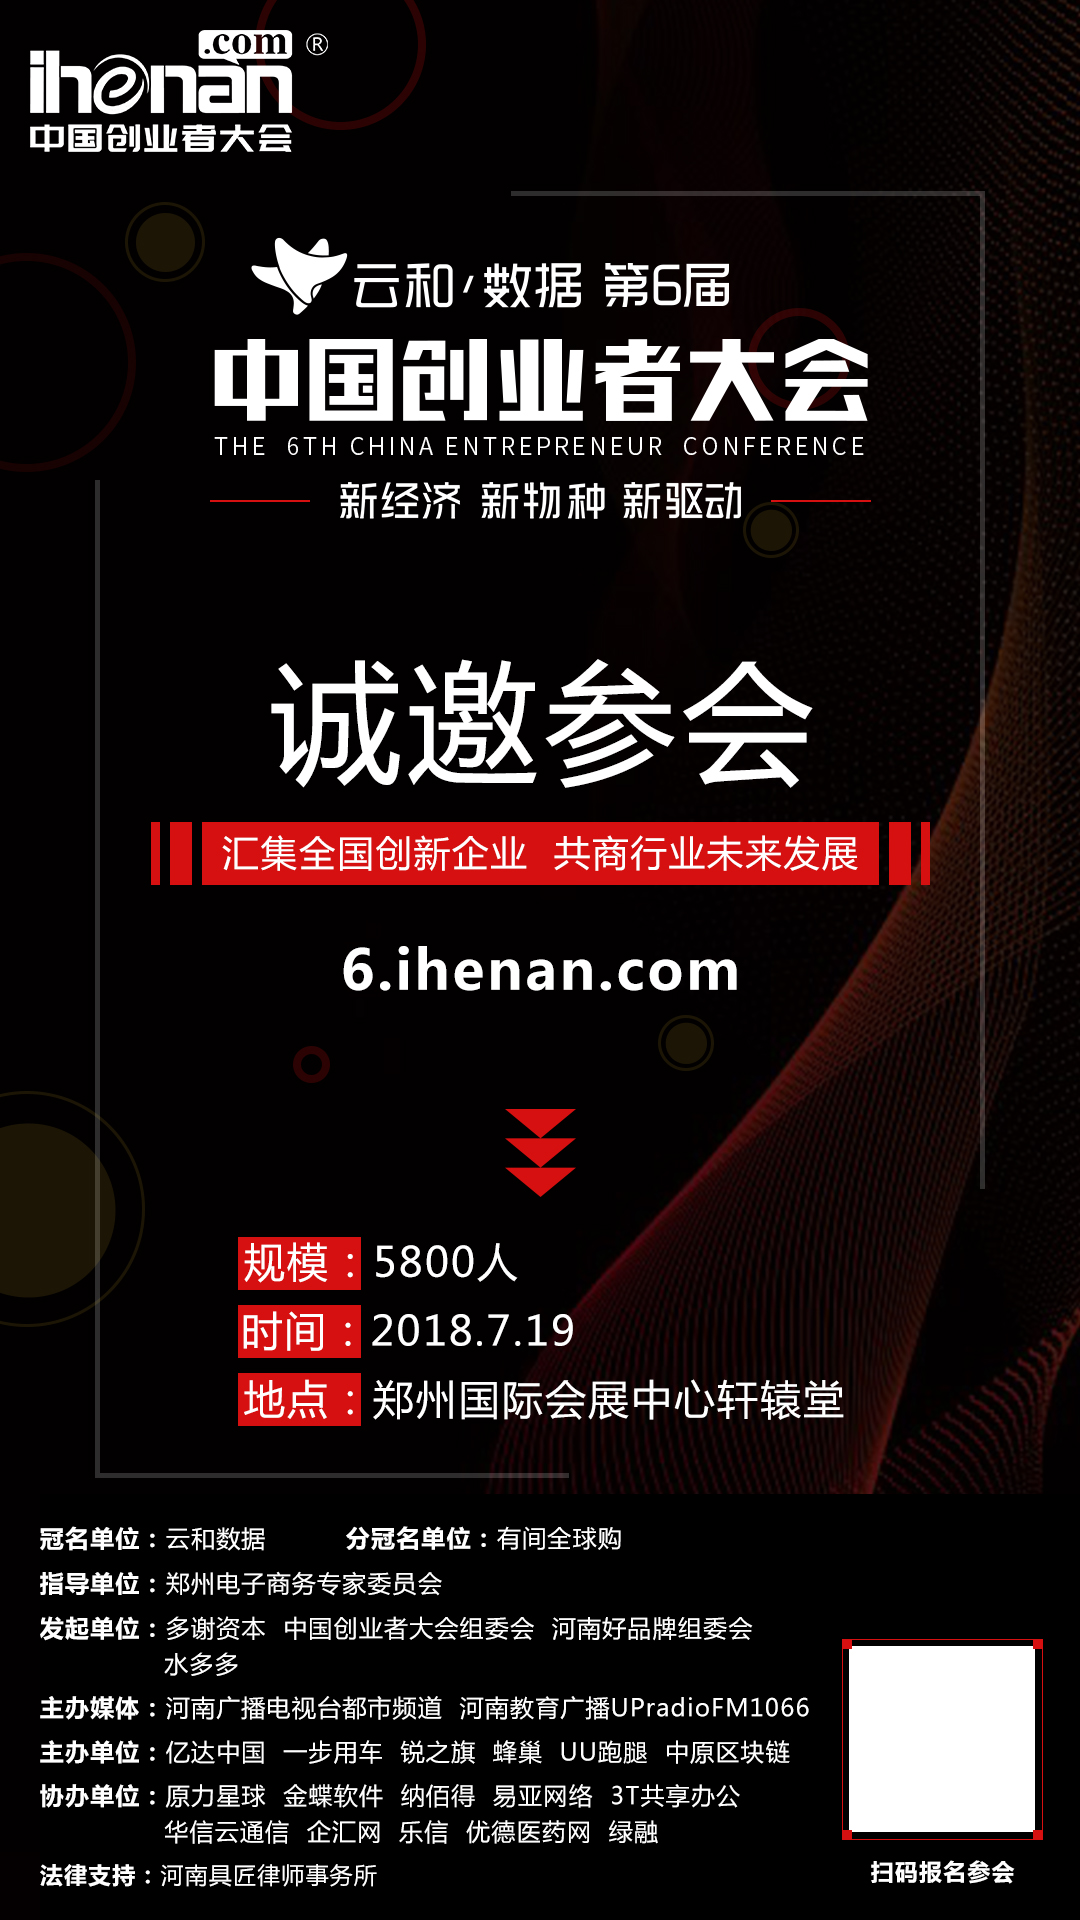 .com
ihenan®
中国创业者大会
云和数据 第6届
中国创业者大会
THE 6TH CHINA ENTREPRENEUR CONFERENCE
新经济 新物种 新驱动
诚邀参会
汇集全国创新企业 共商行业未来发展
6.ihenan.com
规模：5800人
时间：2018.7.19
地点：郑州国际会展中心轩辕堂
冠名单位：云和数据 分冠名单位：有间全球购
指导单位：郑州电子商务专家委员会
发起单位：多谢资本 中国创业者大会组委会 河南好品牌组委会
水多多
主办媒体：河南广播电视台都市频道 河南教育广播UPradioFM1066
主办单位：亿达中国 一步用车 锐之旗 蜂巢 UU跑腿 中原区块链
协办单位：原力星球 金蝶软件 纳佰得 易亚网络 3T共享办公
华信云通信 企汇网 乐信 优德医药网 绿融
法律支持：河南具匠律师事务所
扫码报名参会